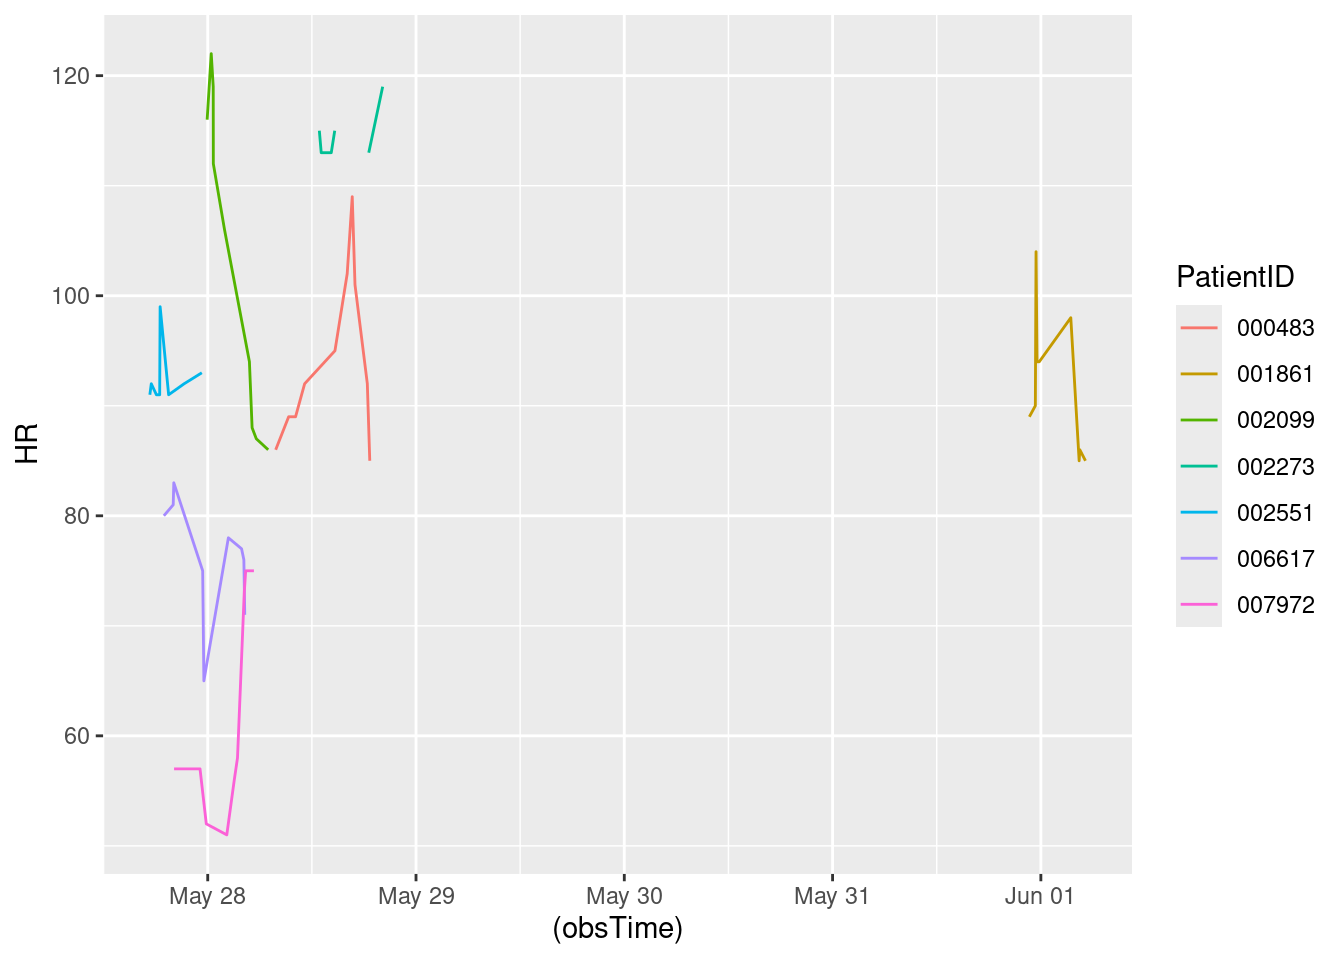 HR
120
100
80
60
May 28
May 29
May 30
May 31
Jun 01
(obsTime)
PatientID
000483
001861
002099
002273
002551
006617
007972